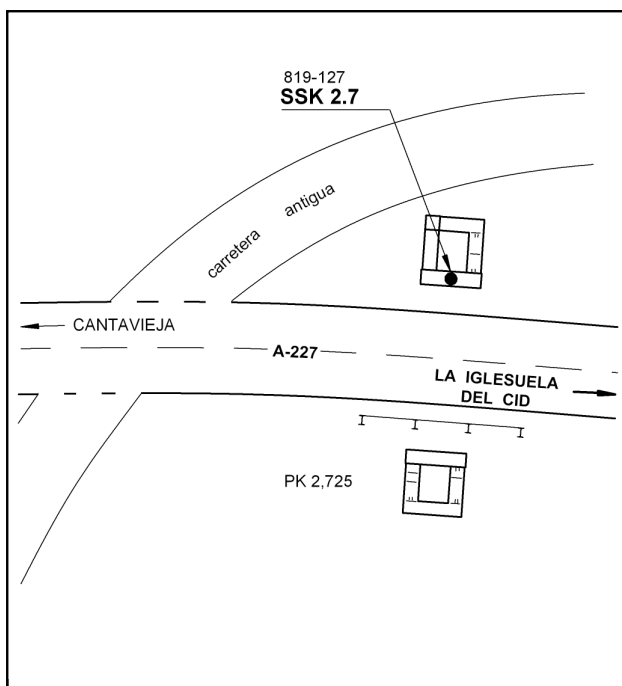 819-127
SSK 2.7
carretera antigua
CANTAVIEJA
A-227
LA IGLESUELA
DEL CID
PK 2,725